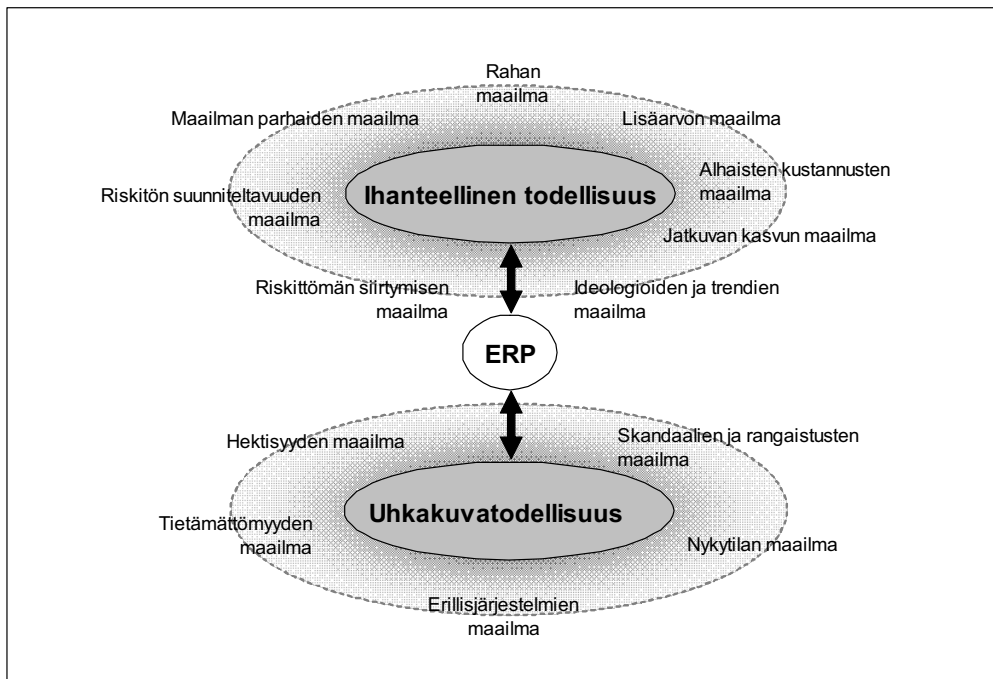 Rahan
maailma
Maailman parhaiden maailma
Lisäarvon maailma
Alhaisten kustannusten
maailma
Riskitön suunniteltavuuden
maailma
Ihanteellinen todellisuus
Jatkuvan kasvun maailma
Riskittömän siirtymisen
maailma
Ideologioiden ja trendien
maailma
ERP
Hektisyyden maailma
Skandaalien ja rangaistusten
maailma
Uhkakuvatodellisuus
Tietämättömyyden
maailma
Nykytilan maailma
Erillisjärjestelmien
maailma